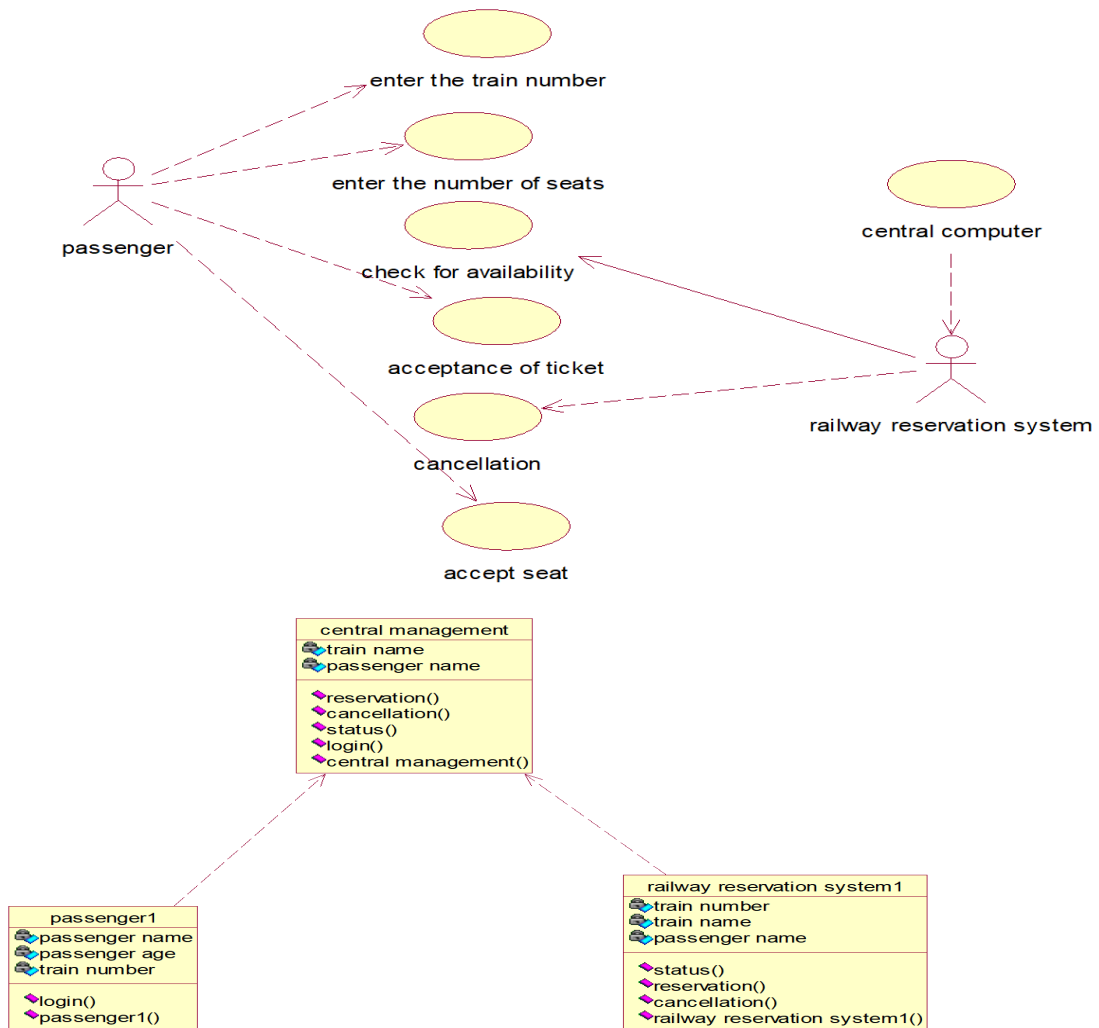 enter the train number
enter the number of seats
passenger
central computer
check for availability
acceptance of ticket
railway reservation system
cancellation
accept seat
central management
train name
passenger name
reservation()
cancellation()
status()
login()
central management()
passenger1
passenger name
passenger age
train number
login()
passenger1()
railway reservation system1
train number
train name
passenger name
status()
reservation()
cancellation()
railway reservation system1()